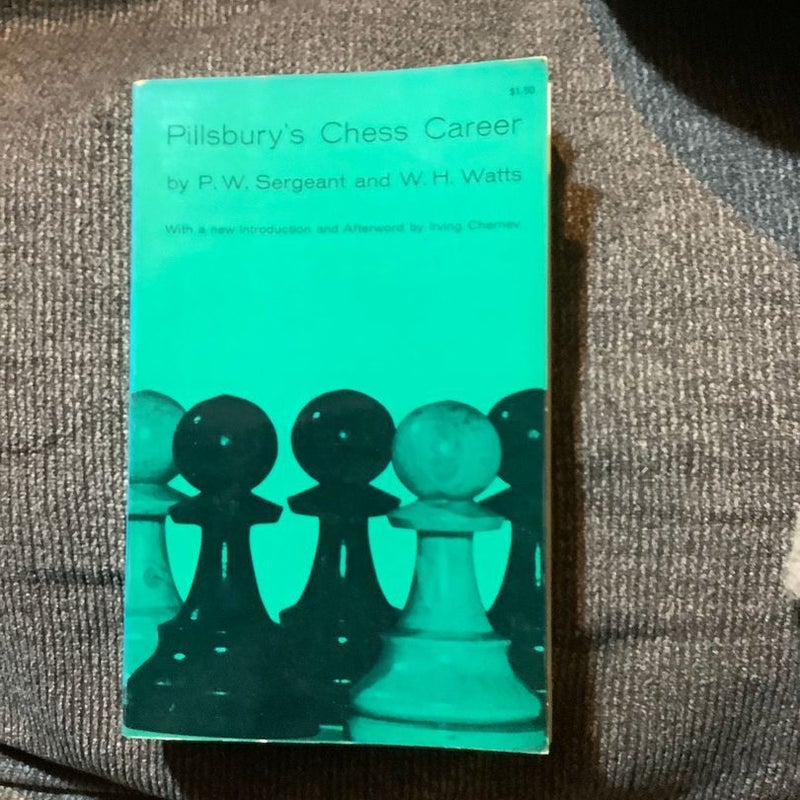 $1.50
Pillsbury's Chess Career
by P. W. Sergeant and W. H. Watts
With a new Introduction and Afterword by Irving Chernev